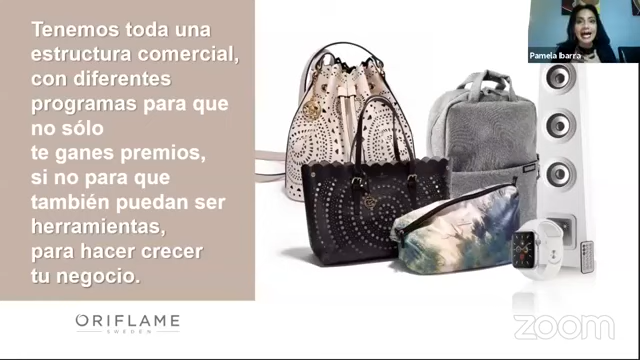 Tenemos toda una
estructura comercial,
con diferentes
programas para que
no sólo
te ganes premios,
si no para que
también puedan ser
herramientas,
para hacer crecer
tu negocio.
Pamela Ibarra
ORIFLAME
SWEDEN
zoom